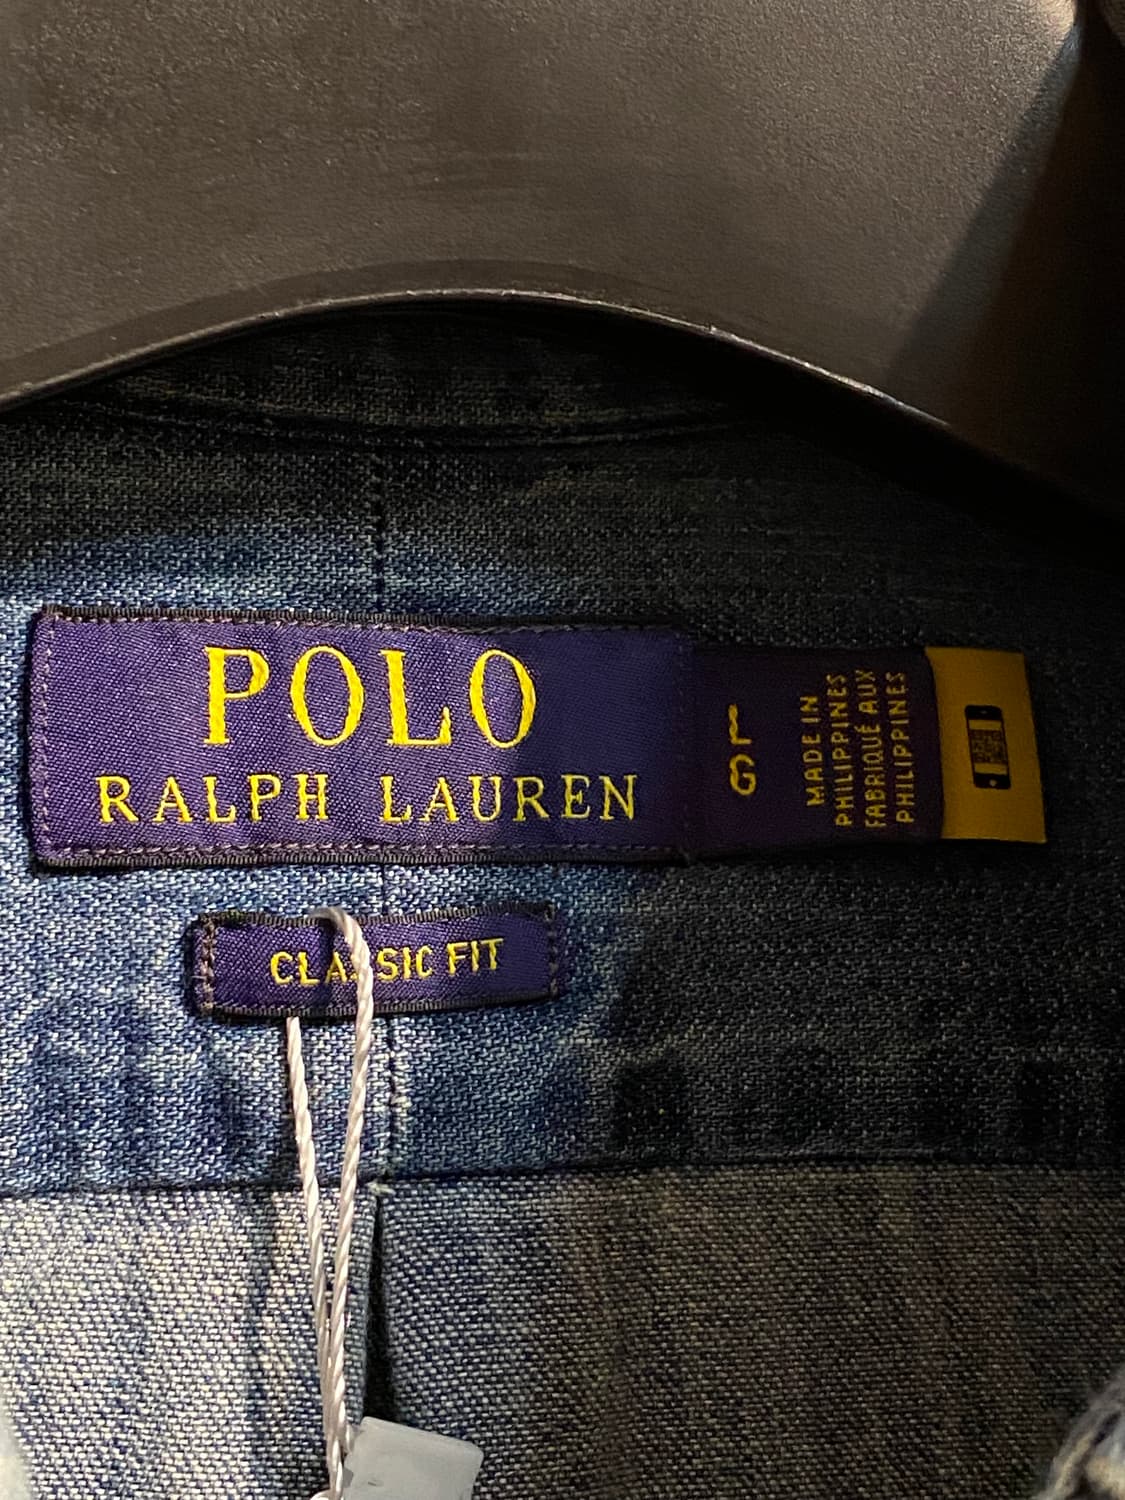 POLO
RALPH LAUREN
L
G
MADE IN
PHILIPPINES
FABRIQUÉ AUX
PHILIPPINES
CLASSIC FIT